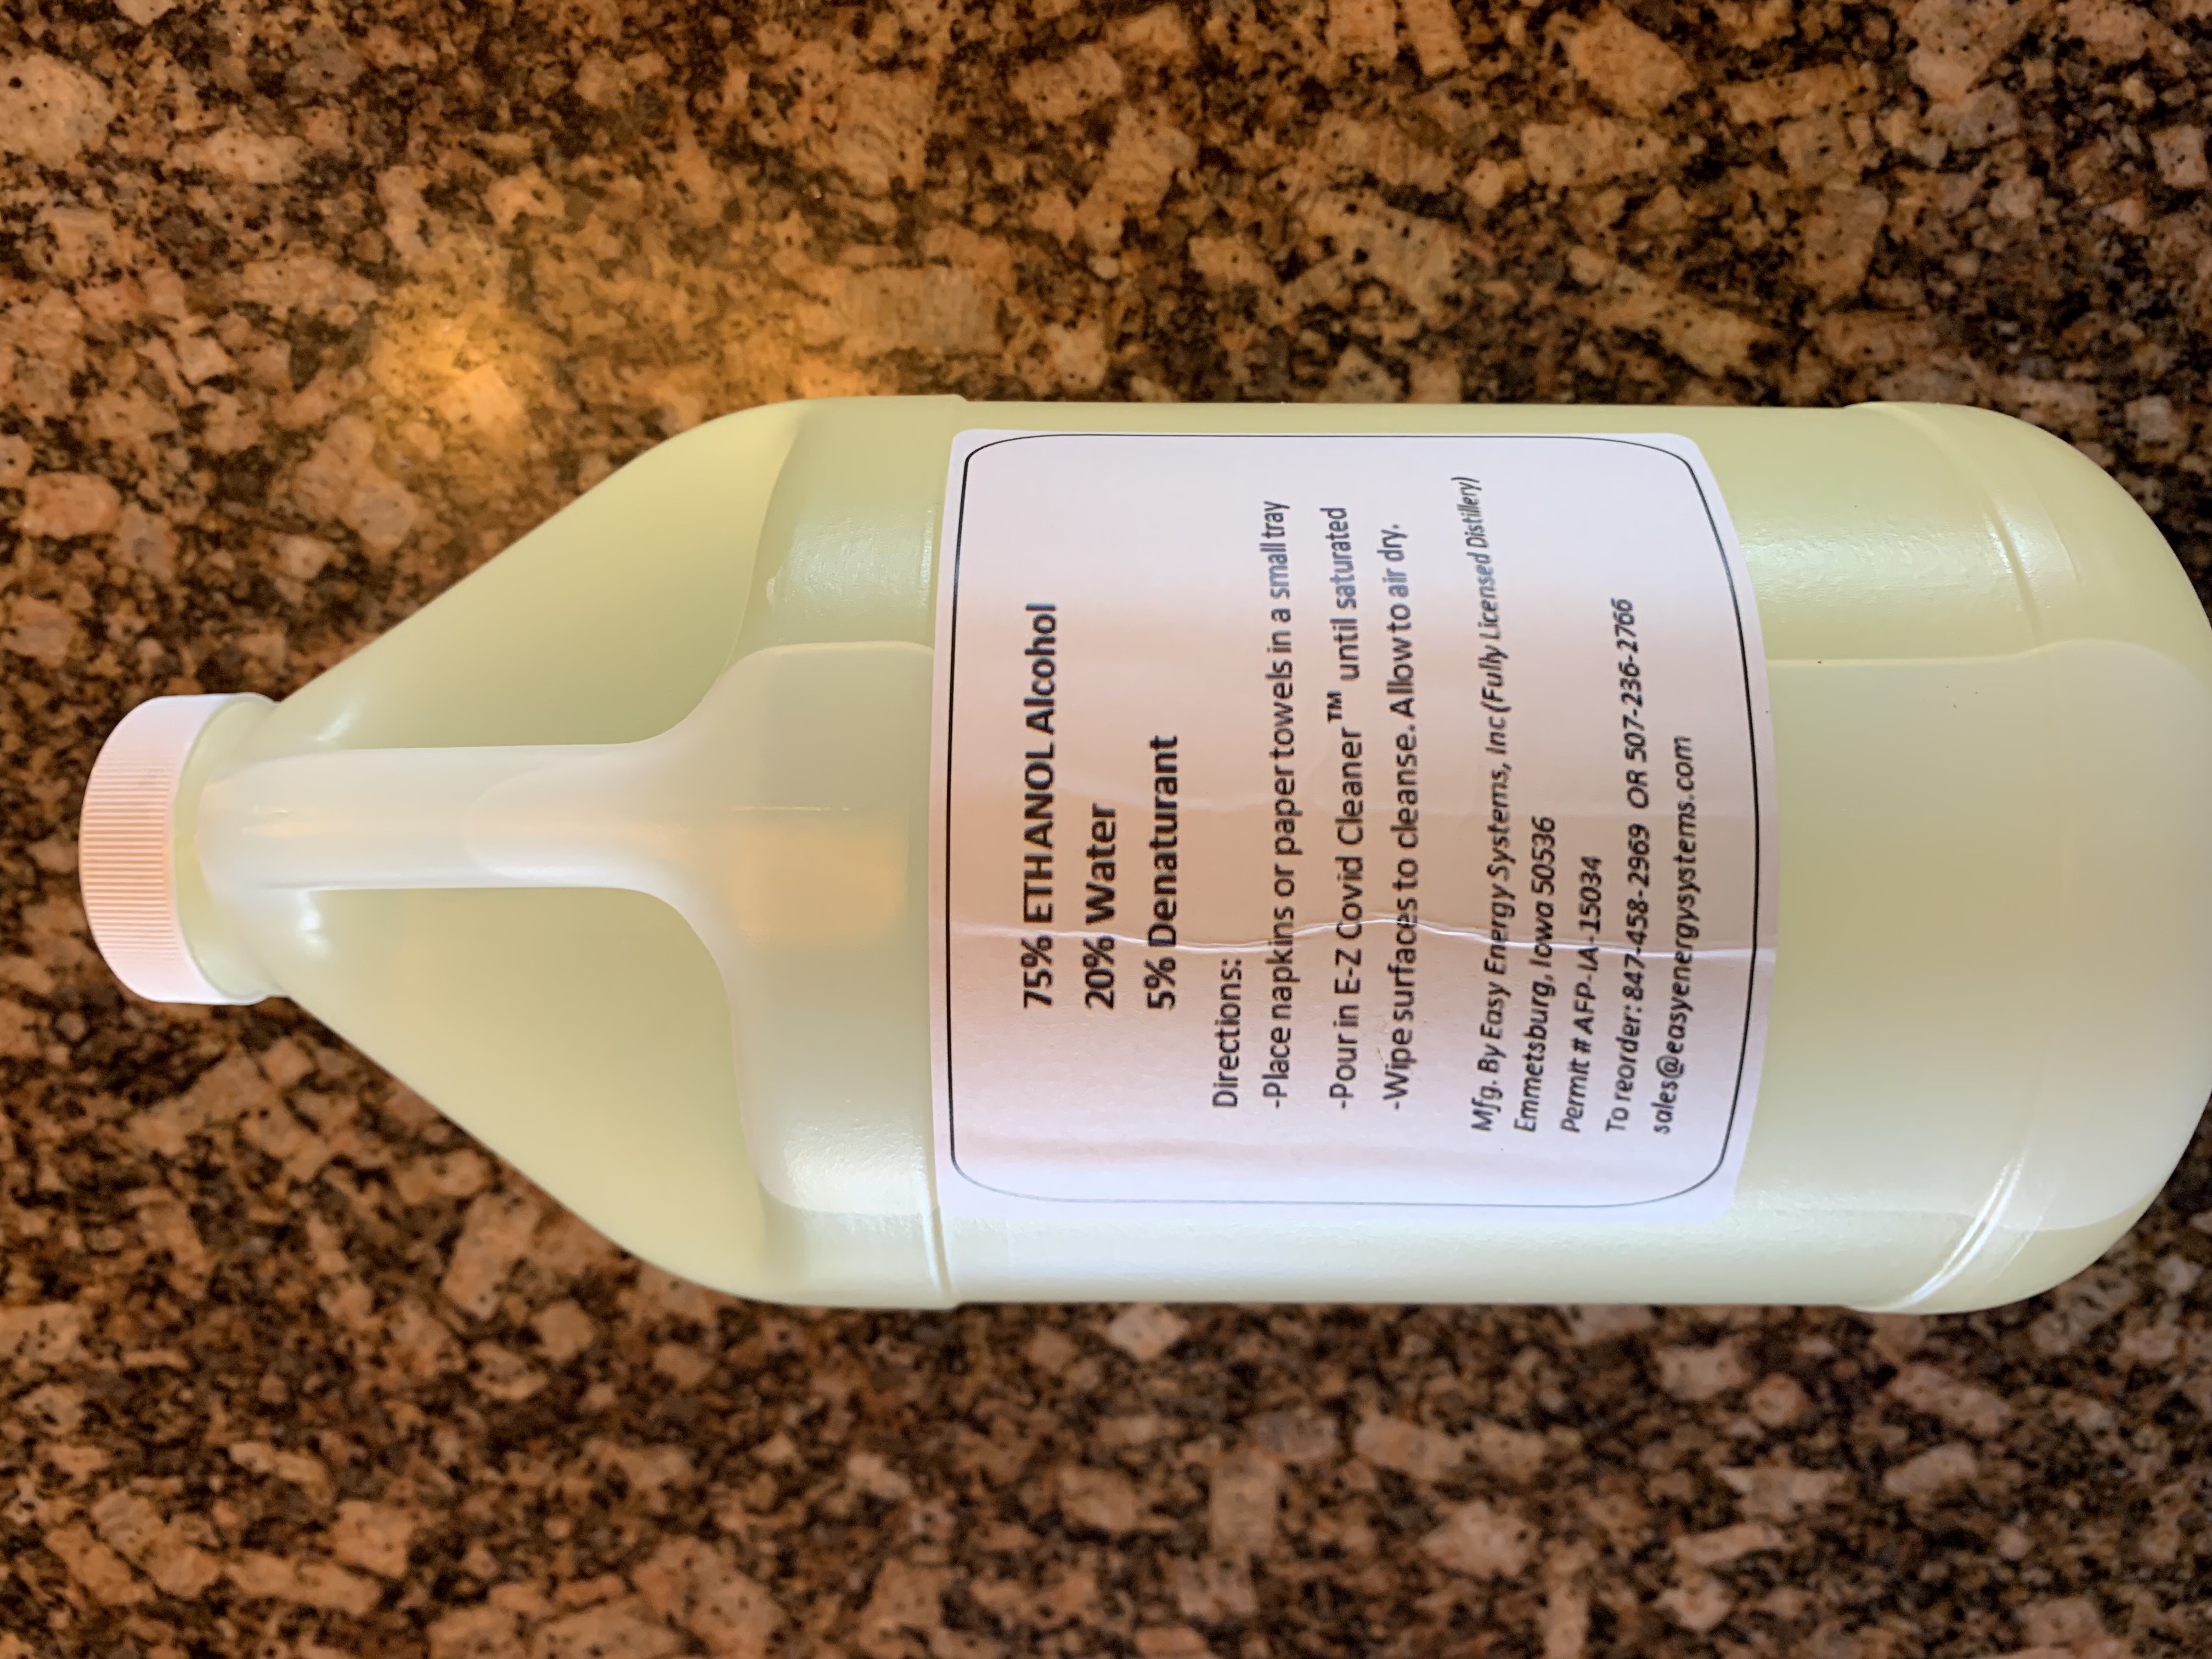 75% ETHANOL Alcohol
20% Water
5% Denaturant
Directions:
-Place napkins or paper towels in a small tray
-Pour in E-Z Covid Cleaner™ until saturated
-Wipe surfaces to cleanse. Allow to air dry.
Mfg. By Easy Energy Systems, Inc (Fully Licensed Distillery)
Emmetsburg, Iowa 50536
Permit # AFP-IA-15034
To reorder: 847-458-2969 OR 507-236-2766
sales@easyenergysystems.com